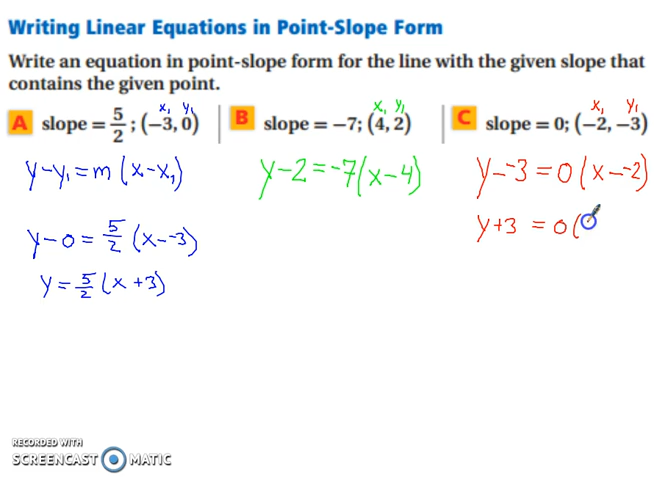 Writing Linear Equations in Point-Slope Form
Write an equation in point-slope form for the line with the given slope that
contains the given point.
x₁ y₁
A slope = 5/2; (−3, 0)
y − y₁ = m (x − x₁)
y − 0 = 5/2 (x − −3)
y = 5/2 (x + 3)
x₁ y₁
B slope = −7; (4, 2)
y − 2 = −7(x − 4)
x₁ y₁
C slope = 0; (−2, −3)
y − −3 = 0 (x − −2)
y + 3 = 0 (
RECORDED WITH
SCREENCAST MATIC